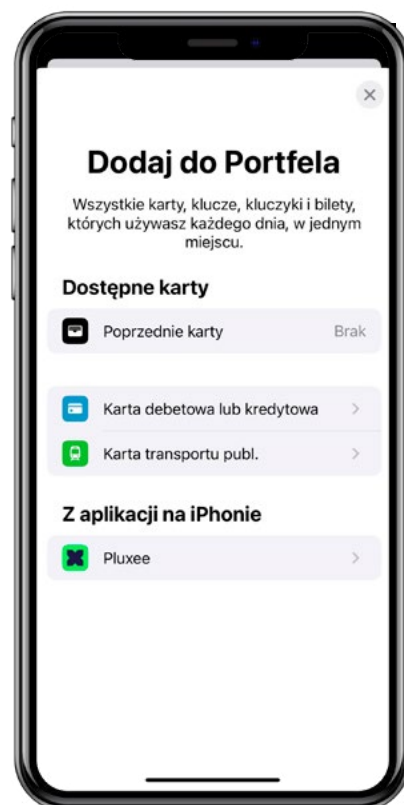 Dodaj do Portfela
Wszystkie karty, klucze, kluczyki i bilety,
których używasz każdego dnia, w jednym
miejscu.
Dostępne karty
Poprzednie karty Brak
Karta debetowa lub kredytowa
Karta transportu publ.
Z aplikacji na iPhonie
Pluxee